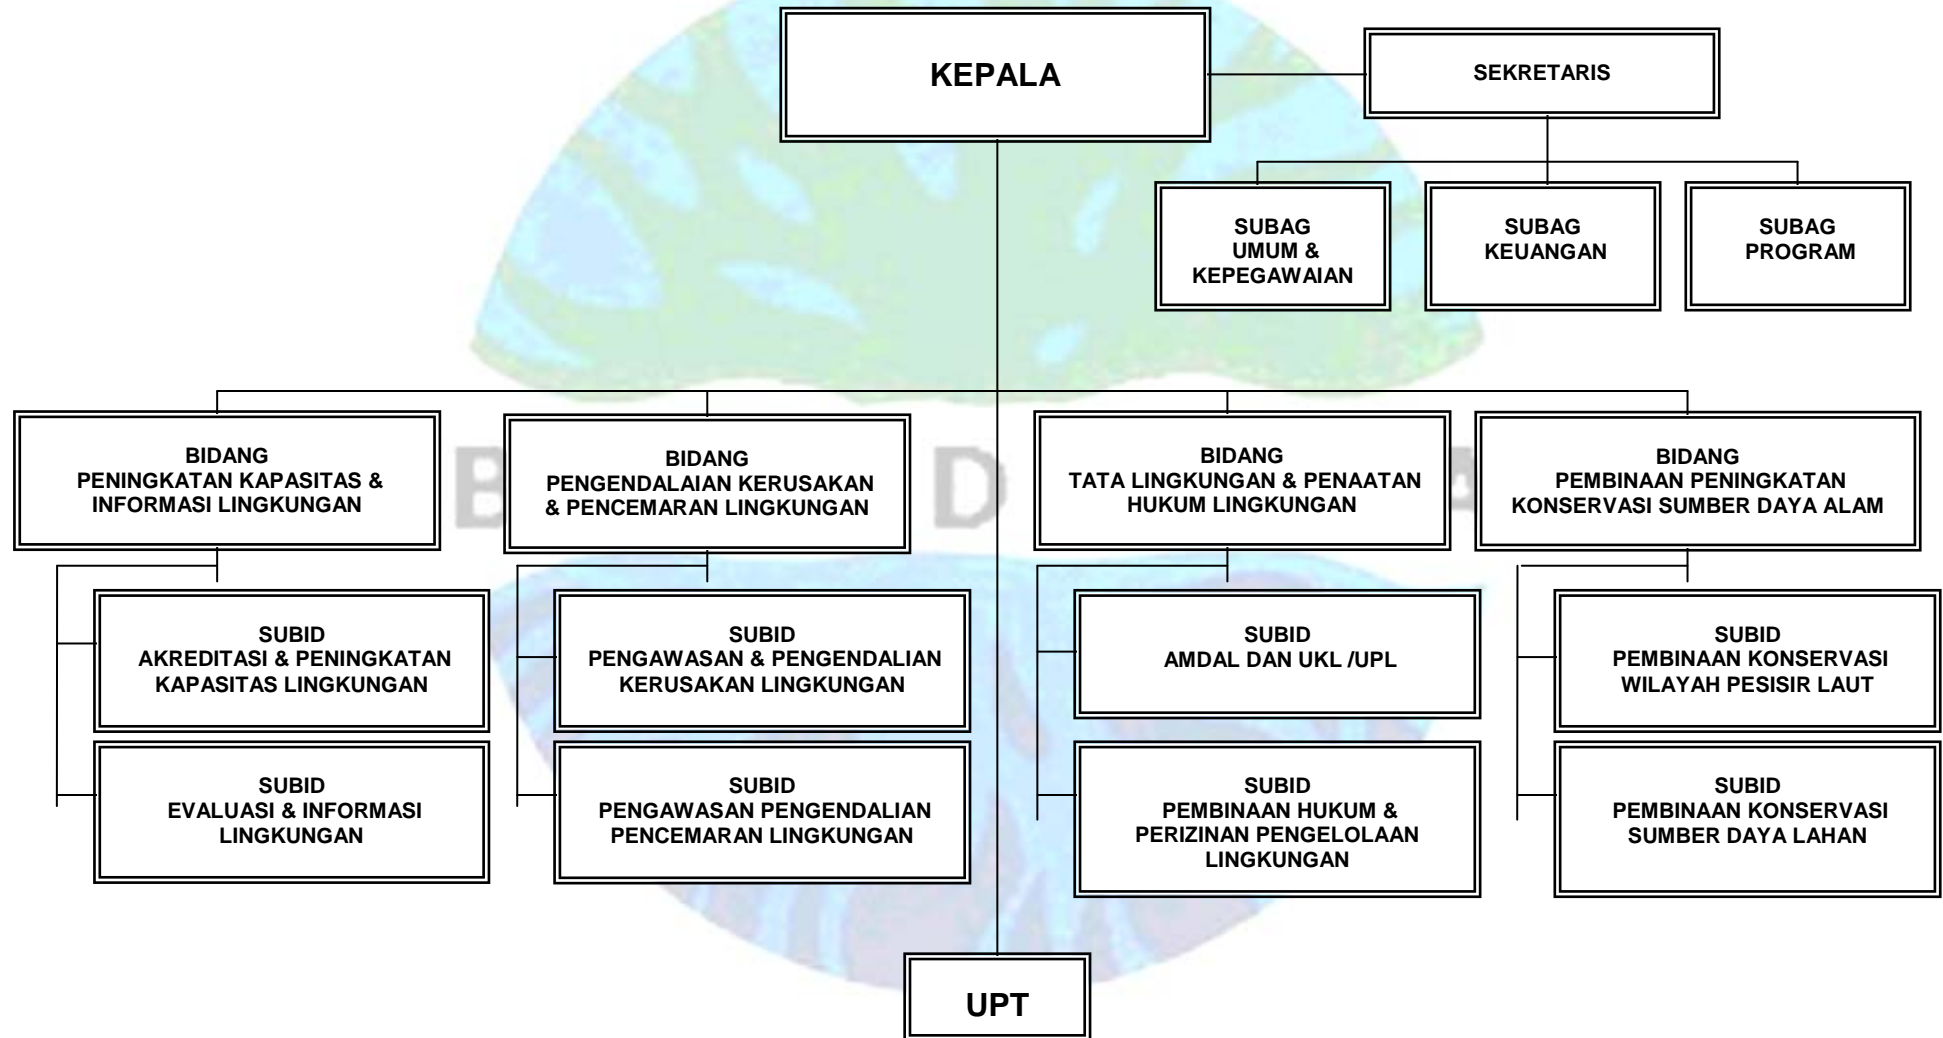 KEPALA
SEKRETARIS
SUBAG
UMUM &
KEPEGAWAIAN
SUBAG
KEUANGAN
SUBAG
PROGRAM
BIDANG
PENINGKATAN KAPASITAS &
INFORMASI LINGKUNGAN
BIDANG
PENGENDALAIAN KERUSAKAN
& PENCEMARAN LINGKUNGAN
BIDANG
TATA LINGKUNGAN & PENAATAN
HUKUM LINGKUNGAN
BIDANG
PEMBINAAN PENINGKATAN
KONSERVASI SUMBER DAYA ALAM
SUBID
AKREDITASI & PENINGKATAN
KAPASITAS LINGKUNGAN
SUBID
PENGAWASAN & PENGENDALIAN
KERUSAKAN LINGKUNGAN
SUBID
AMDAL DAN UKL /UPL
SUBID
PEMBINAAN KONSERVASI
WILAYAH PESISIR LAUT
SUBID
EVALUASI & INFORMASI
LINGKUNGAN
SUBID
PENGAWASAN PENGENDALIAN
PENCEMARAN LINGKUNGAN
SUBID
PEMBINAAN HUKUM &
PERIZINAN PENGELOLAAN
LINGKUNGAN
SUBID
PEMBINAAN KONSERVASI
SUMBER DAYA LAHAN
UPT